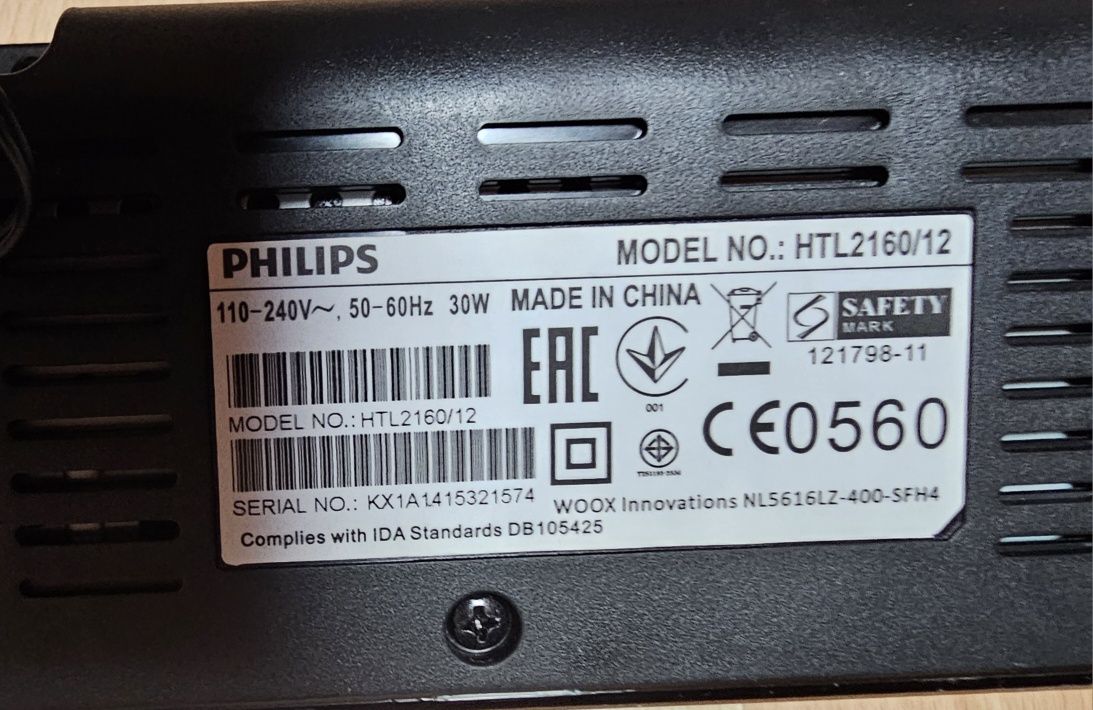 PHILIPS MODEL NO.: HTL2160/12
110-240V~, 50-60Hz 30W MADE IN CHINA
SAFETY
MARK
121798-11
EAC
001
MODEL NO.: HTL2160/12
CE0560
SERIAL NO.: KX1A1415321574
WOOX Innovations NL5616LZ-400-SFH4
Complies with IDA Standards DB105425